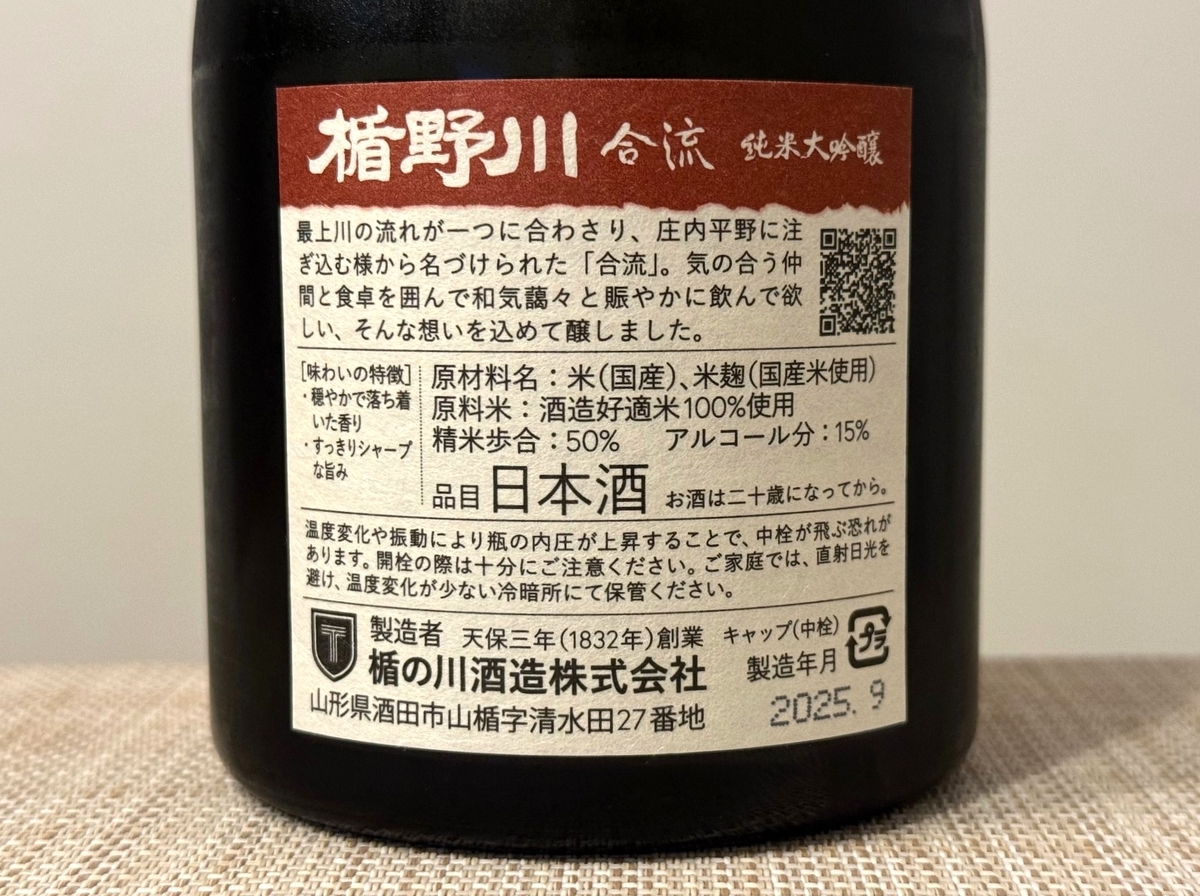 楯野川 合流 純米大吟醸
最上川の流れが一つに合わさり、庄内平野に注
ぎ込む様から名づけられた「合流」。気の合う仲
間と食卓を囲んで和気藹々と賑やかに飲んで欲
しい、そんな想いを込めて醸しました。
[味わいの特徴]
・穏やかで落ち着
いた香り
・すっきりシャープ
な旨み
原材料名：米(国産)、米麹(国産米使用)
原料米：酒造好適米100%使用
精米歩合：50% アルコール分：15%
品目 日本酒 お酒は二十歳になってから。
温度変化や振動により瓶の内圧が上昇することで、中栓が飛ぶ恐れが
あります。開栓の際は十分にご注意ください。ご家庭では、直射日光を
避け、温度変化が少ない冷暗所にて保管ください。
製造者 天保三年(1832年)創業
楯の川酒造株式会社
山形県酒田市山楯字清水田27番地
キャップ(中栓)
プラ
製造年月
2025. 9